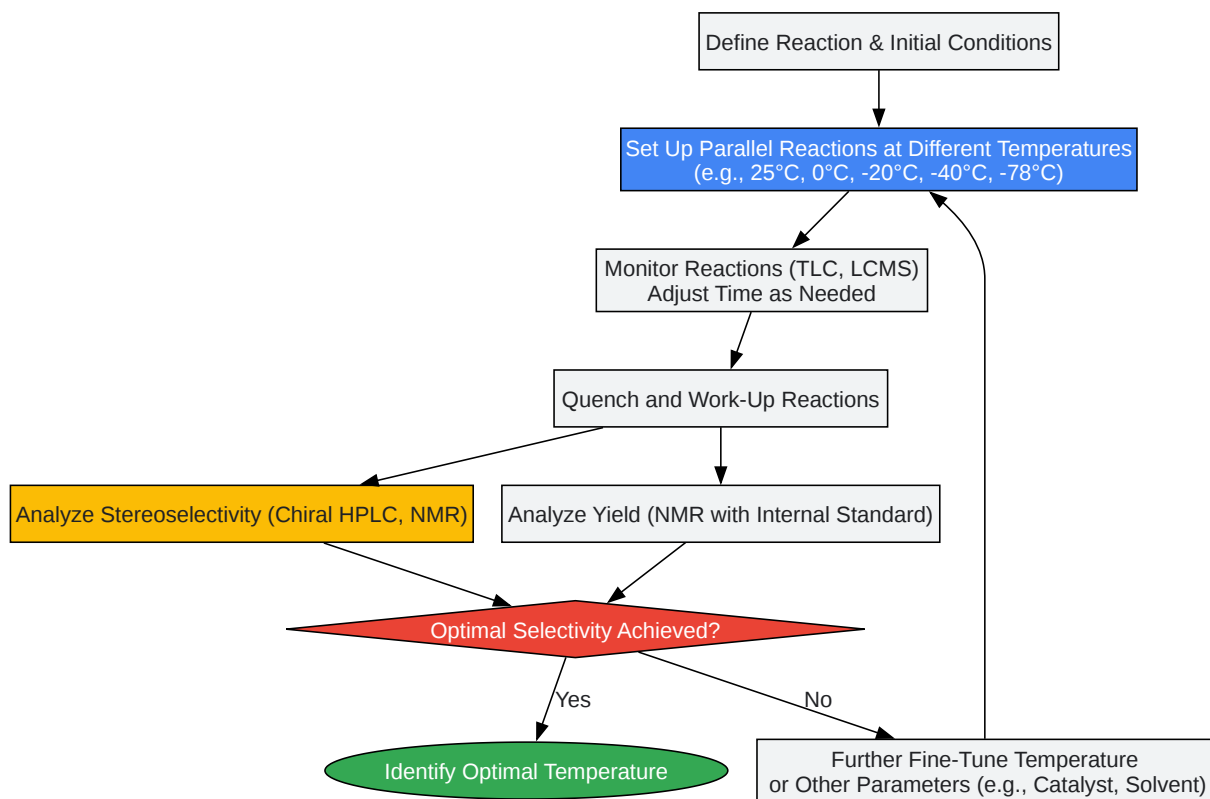 Define Reaction & Initial Conditions
Set Up Parallel Reactions at Different Temperatures
(e.g., 25°C, 0°C, -20°C, -40°C, -78°C)
Monitor Reactions (TLC, LCMS)
Adjust Time as Needed
Quench and Work-Up Reactions
Analyze Stereoselectivity (Chiral HPLC, NMR)
Analyze Yield (NMR with Internal Standard)
Optimal Selectivity Achieved?
Yes
No
Identify Optimal Temperature
Further Fine-Tune Temperature
or Other Parameters (e.g., Catalyst, Solvent)